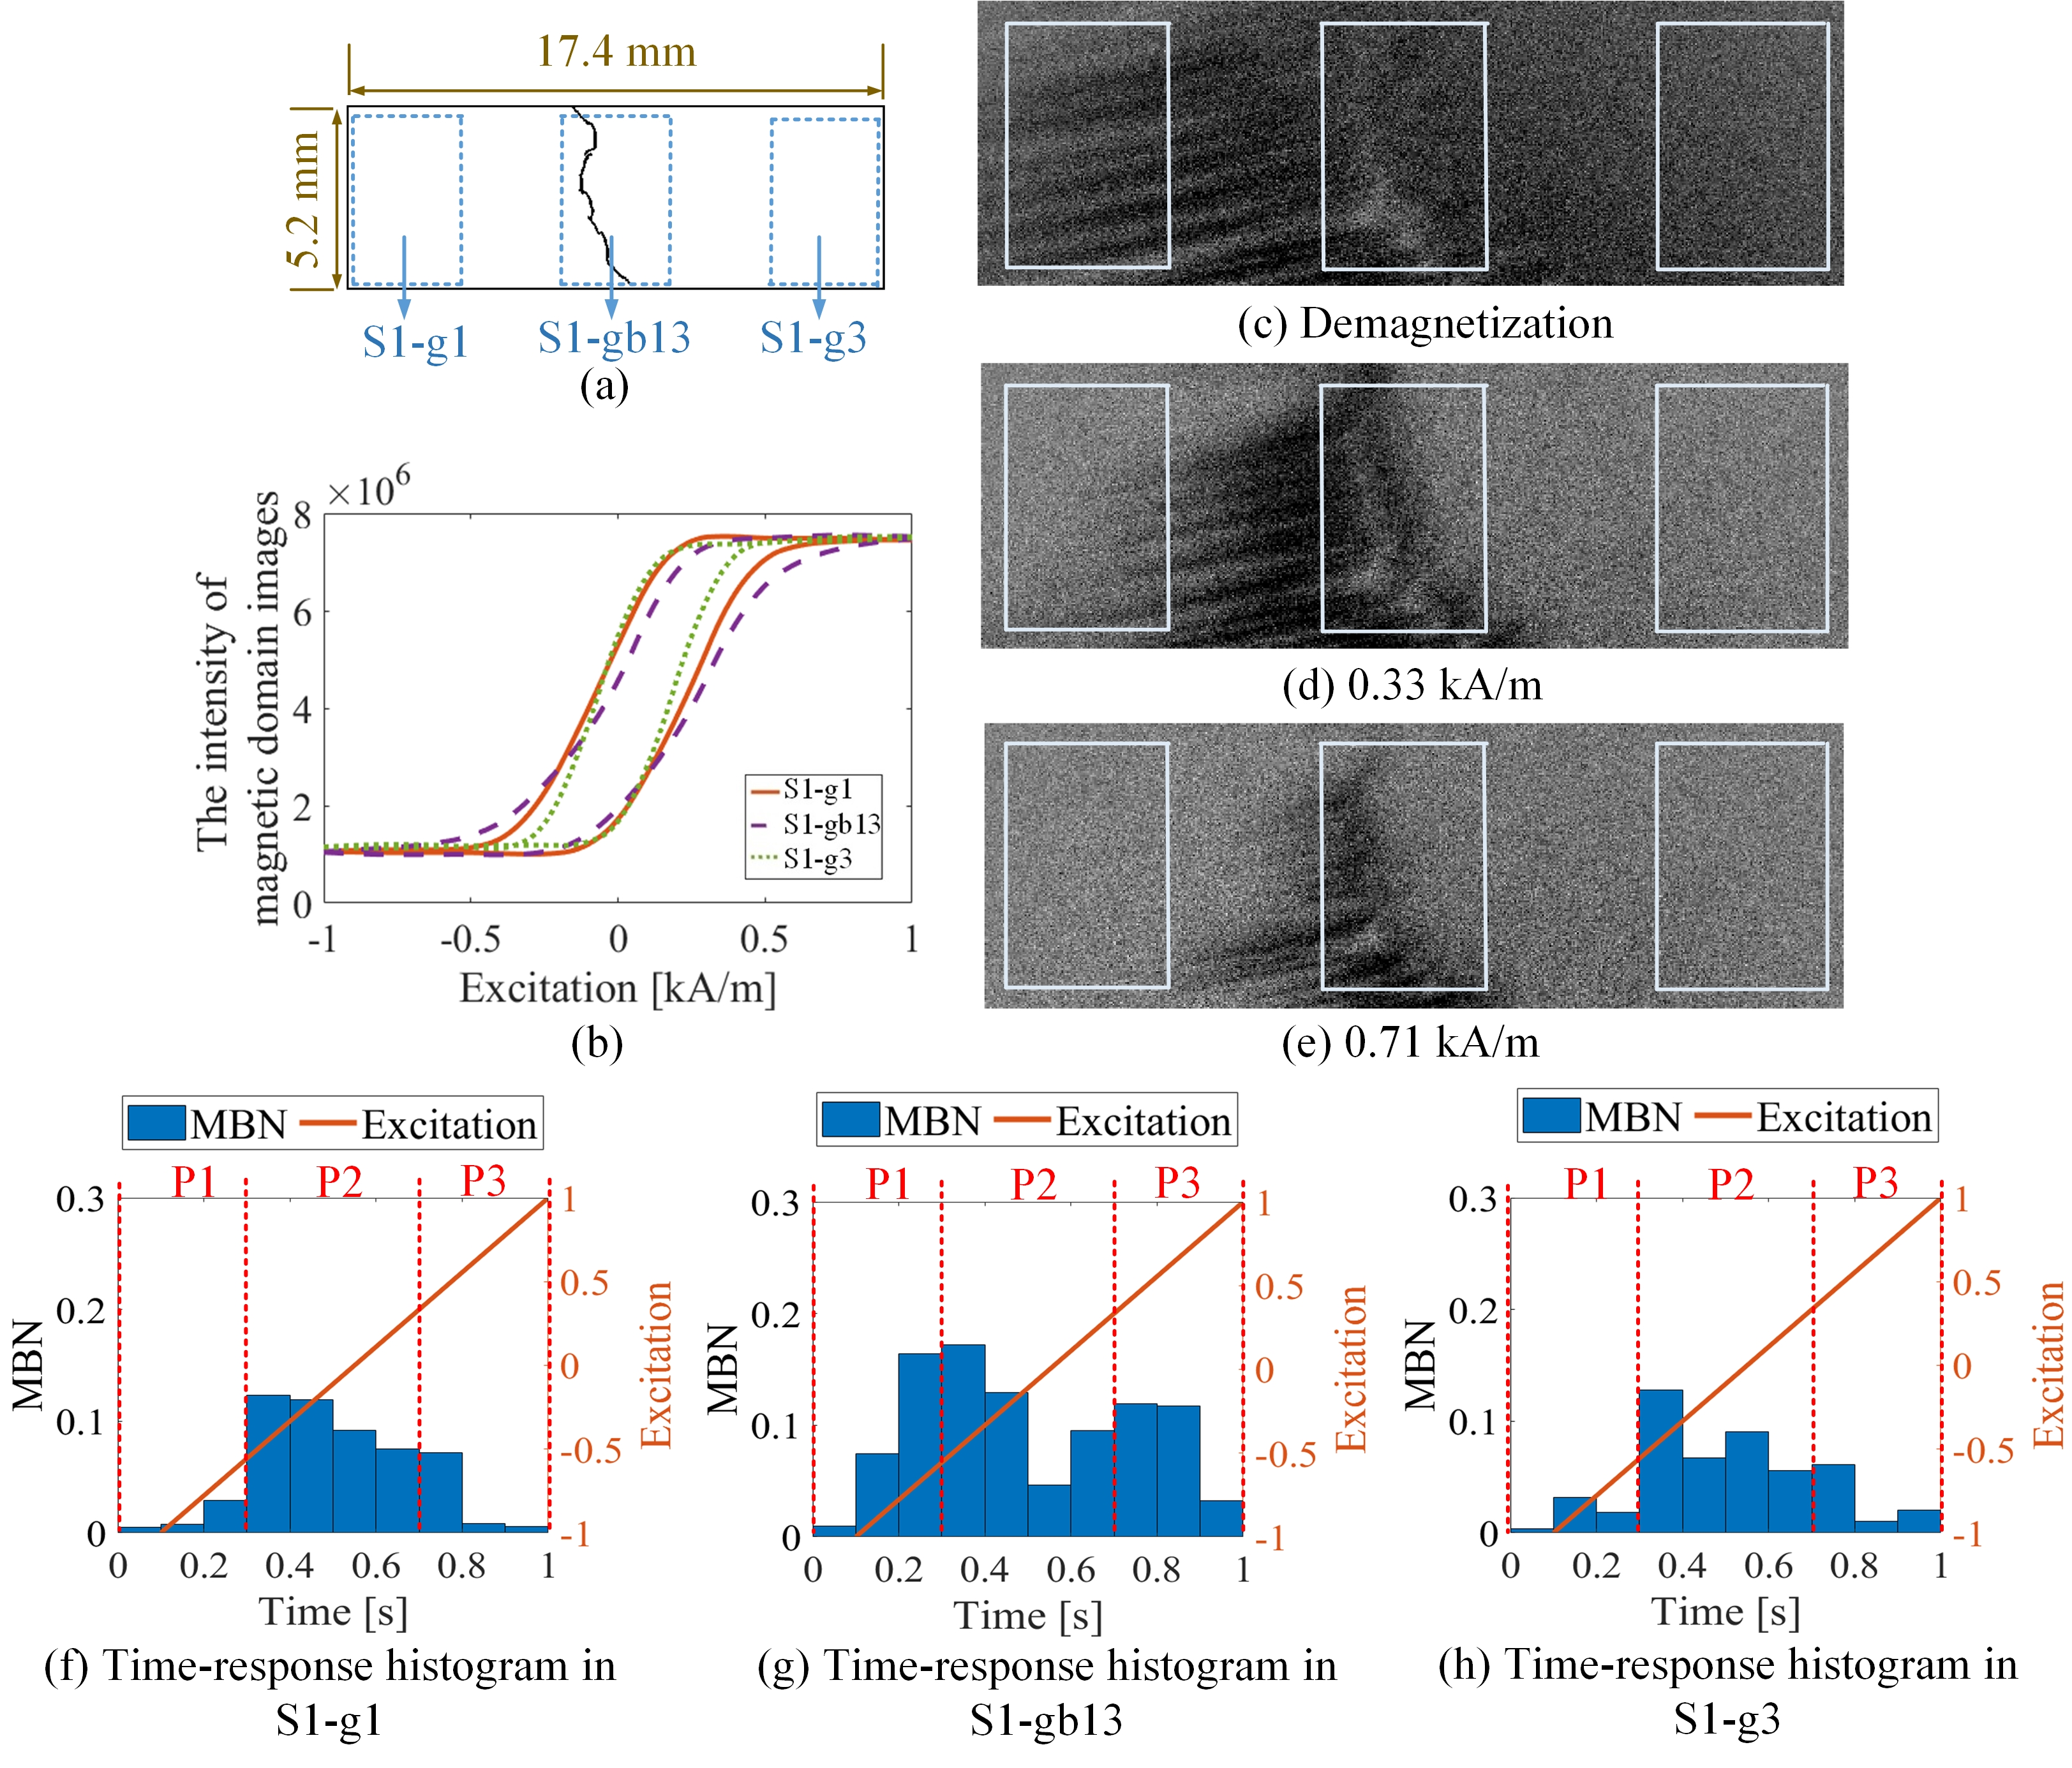 17.4 mm
5.2 mm
S1-g1
S1-gb13
S1-g3
(a)
(c) Demagnetization
(d) 0.33 kA/m
(e) 0.71 kA/m
The intensity of
magnetic domain images
×10⁶
8
6
4
2
0
-1
-0.5
0
0.5
1
S1-g1
S1-gb13
S1-g3
Excitation [kA/m]
(b)
MBN
Excitation
P1
P2
P3
0.3
0.2
0.1
0
MBN
1
0.5
0
-0.5
-1
Excitation
0
0.2
0.4
0.6
0.8
1
Time [s]
(f) Time-response histogram in
S1-g1
MBN
Excitation
P1
P2
P3
0.3
0.2
0.1
0
MBN
1
0.5
0
-0.5
-1
Excitation
0
0.2
0.4
0.6
0.8
1
Time [s]
(g) Time-response histogram in
S1-gb13
MBN
Excitation
P1
P2
P3
0.3
0.2
0.1
0
MBN
1
0.5
0
-0.5
-1
Excitation
0
0.2
0.4
0.6
0.8
1
Time [s]
(h) Time-response histogram in
S1-g3